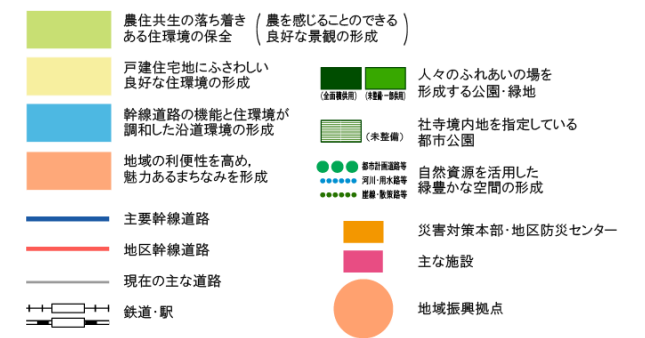 農住共生の落ち着き
ある住環境の保全
(農を感じることのできる
良好な景観の形成)
戸建住宅地にふさわしい
良好な住環境の形成
幹線道路の機能と住環境が
調和した沿道環境の形成
地域の利便性を高め,
魅力あるまちなみを形成
主要幹線道路
地区幹線道路
現在の主な道路
鉄道・駅
(全面積供用)
(未整備・一部供用)
人々のふれあいの場を
形成する公園・緑地
(未整備)
社寺境内地を指定している
都市公園
都市計画道路等
河川・用水路等
崖線・散策路等
自然資源を活用した
緑豊かな空間の形成
災害対策本部・地区防災センター
主な施設
地域振興拠点